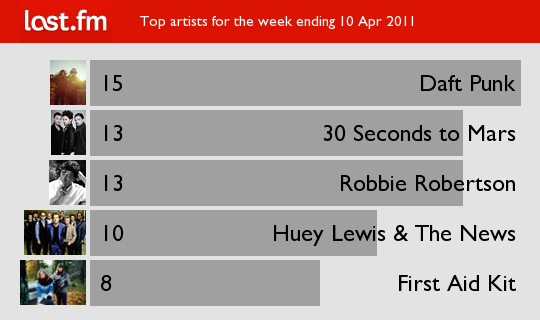 last.fm
Top artists for the week ending 10 Apr 2011
15 Daft Punk
13 30 Seconds to Mars
13 Robbie Robertson
10 Huey Lewis & The News
8 First Aid Kit